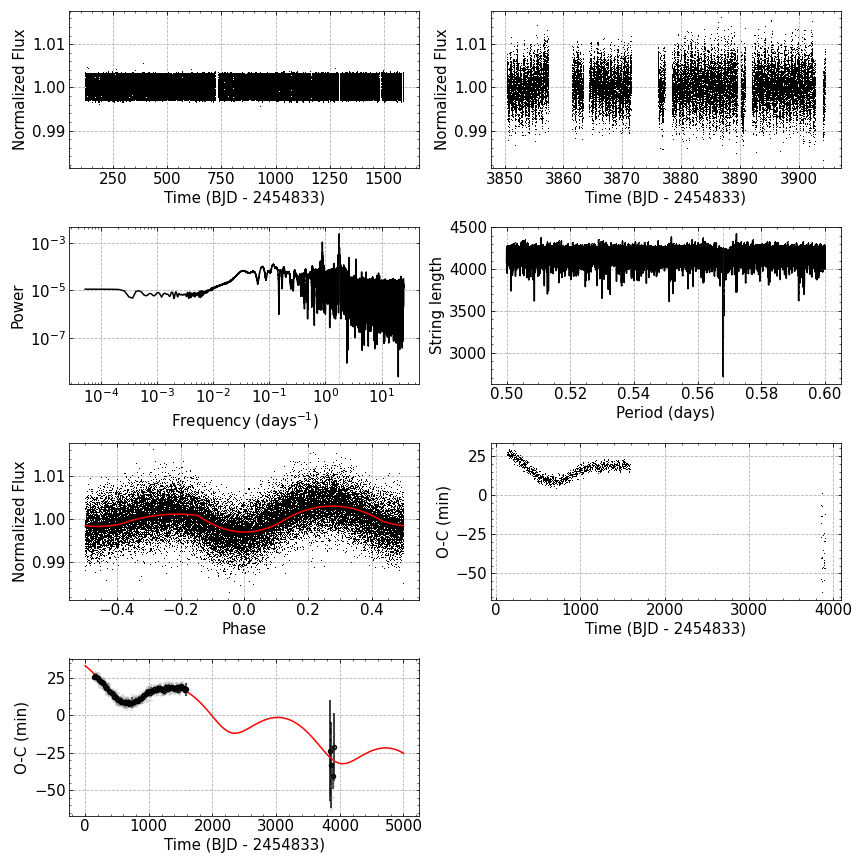 Normalized Flux
1.01
1.00
0.99
250 500 750 1000 1250 1500
Time (BJD - 2454833)
Normalized Flux
1.01
1.00
0.99
3850 3860 3870 3880 3890 3900
Time (BJD - 2454833)
Power
10⁻³
10⁻⁵
10⁻⁷
10⁻⁴ 10⁻³ 10⁻² 10⁻¹ 10⁰ 10¹
Frequency (days⁻¹)
String length
4500
4000
3500
3000
0.50 0.52 0.54 0.56 0.58 0.60
Period (days)
Normalized Flux
1.01
1.00
0.99
−0.4 −0.2 0.0 0.2 0.4
Phase
O-C (min)
25
0
−25
−50
0 1000 2000 3000 4000
Time (BJD - 2454833)
O-C (min)
25
0
−25
−50
0 1000 2000 3000 4000 5000
Time (BJD - 2454833)